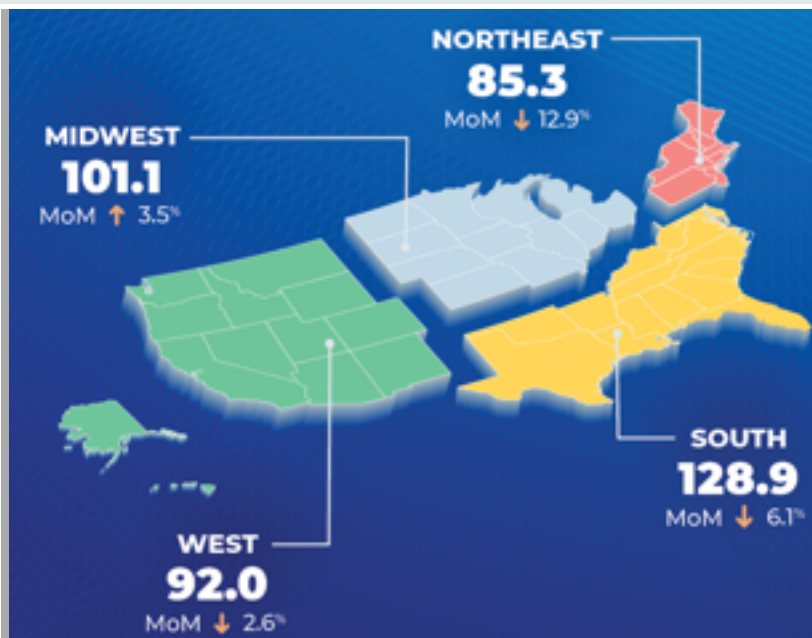 NORTHEAST
85.3
MoM ↓ 12.9%
MIDWEST
101.1
MoM ↑ 3.5%
SOUTH
128.9
MoM ↓ 6.1%
WEST
92.0
MoM ↓ 2.6%